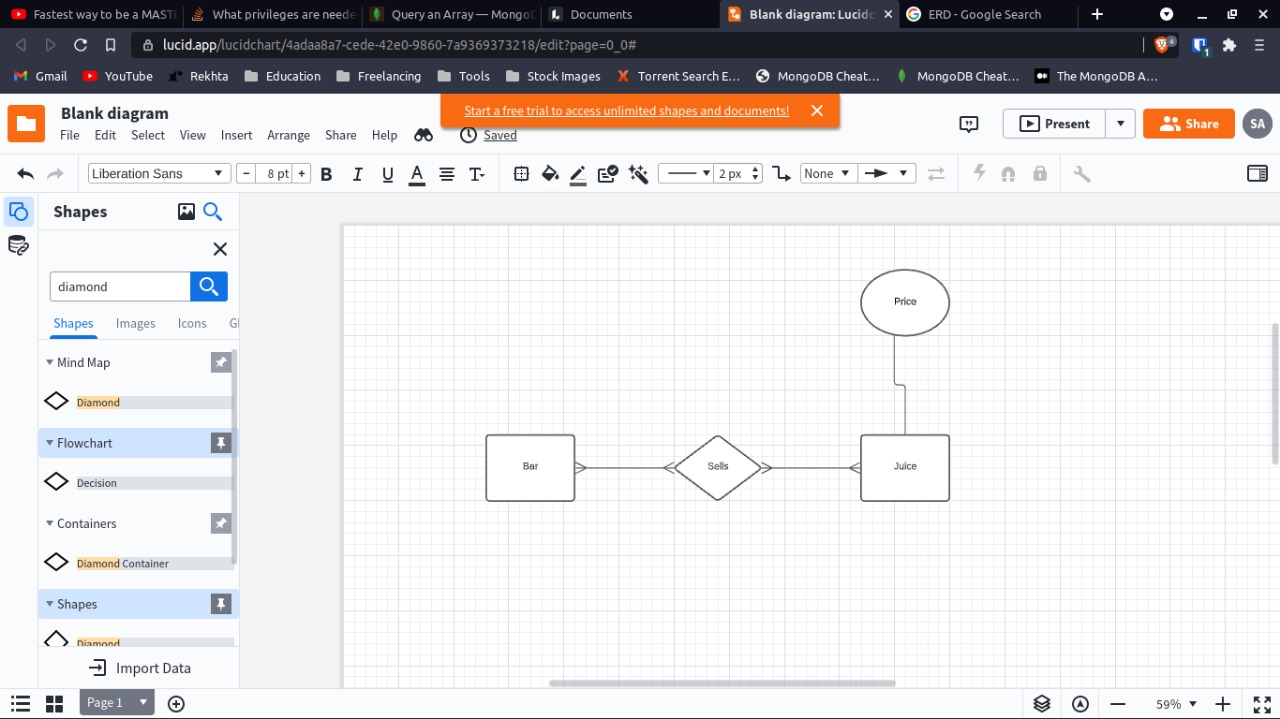 Fastest way to be a MASTE
What privileges are neede
Query an Array — MongoD
Documents
Blank diagram: Lucidc
ERD - Google Search
lucid.app/lucidchart/4adaa8a7-cede-42e0-9860-7a9369373218/edit?page=0_0#
4
1
Gmail
YouTube
Rekhta
Education
Freelancing
Tools
Stock Images
Torrent Search E...
MongoDB Cheat...
MongoDB Cheat...
The MongoDB A...
Blank diagram
Start a free trial to access unlimited shapes and documents!
File Edit Select View Insert Arrange Share Help
Saved
Present
Share
SA
Liberation Sans
− 8 pt +
B I U A T
2 px
None
Shapes
diamond
Shapes Images Icons Gl
Mind Map
Diamond
Flowchart
Decision
Containers
Diamond Container
Shapes
Diamond
Import Data
Price
Bar
Sells
Juice
Page 1
59%